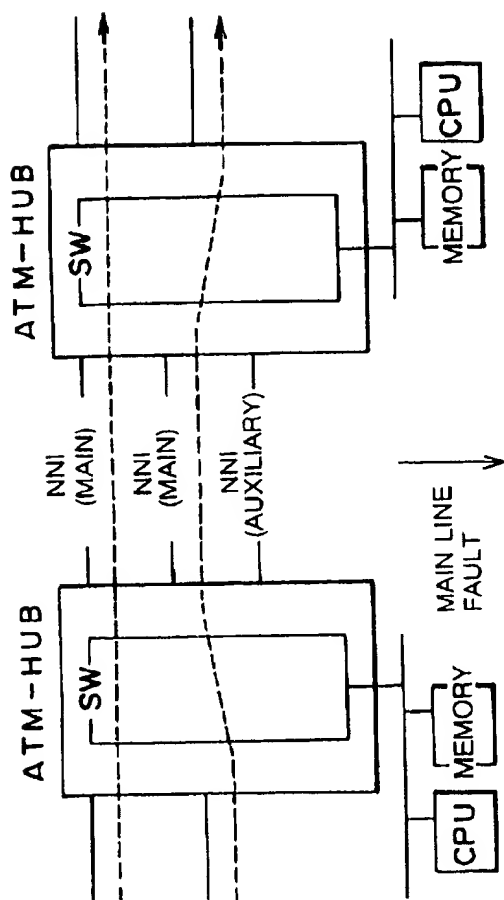 ATM-HUB
ATM-HUB
SW
SW
NNI
(MAIN)
NNI
(MAIN)
NNI
(AUXILIARY)
CPU
MEMORY
MEMORY
CPU
MAIN LINE
FAULT